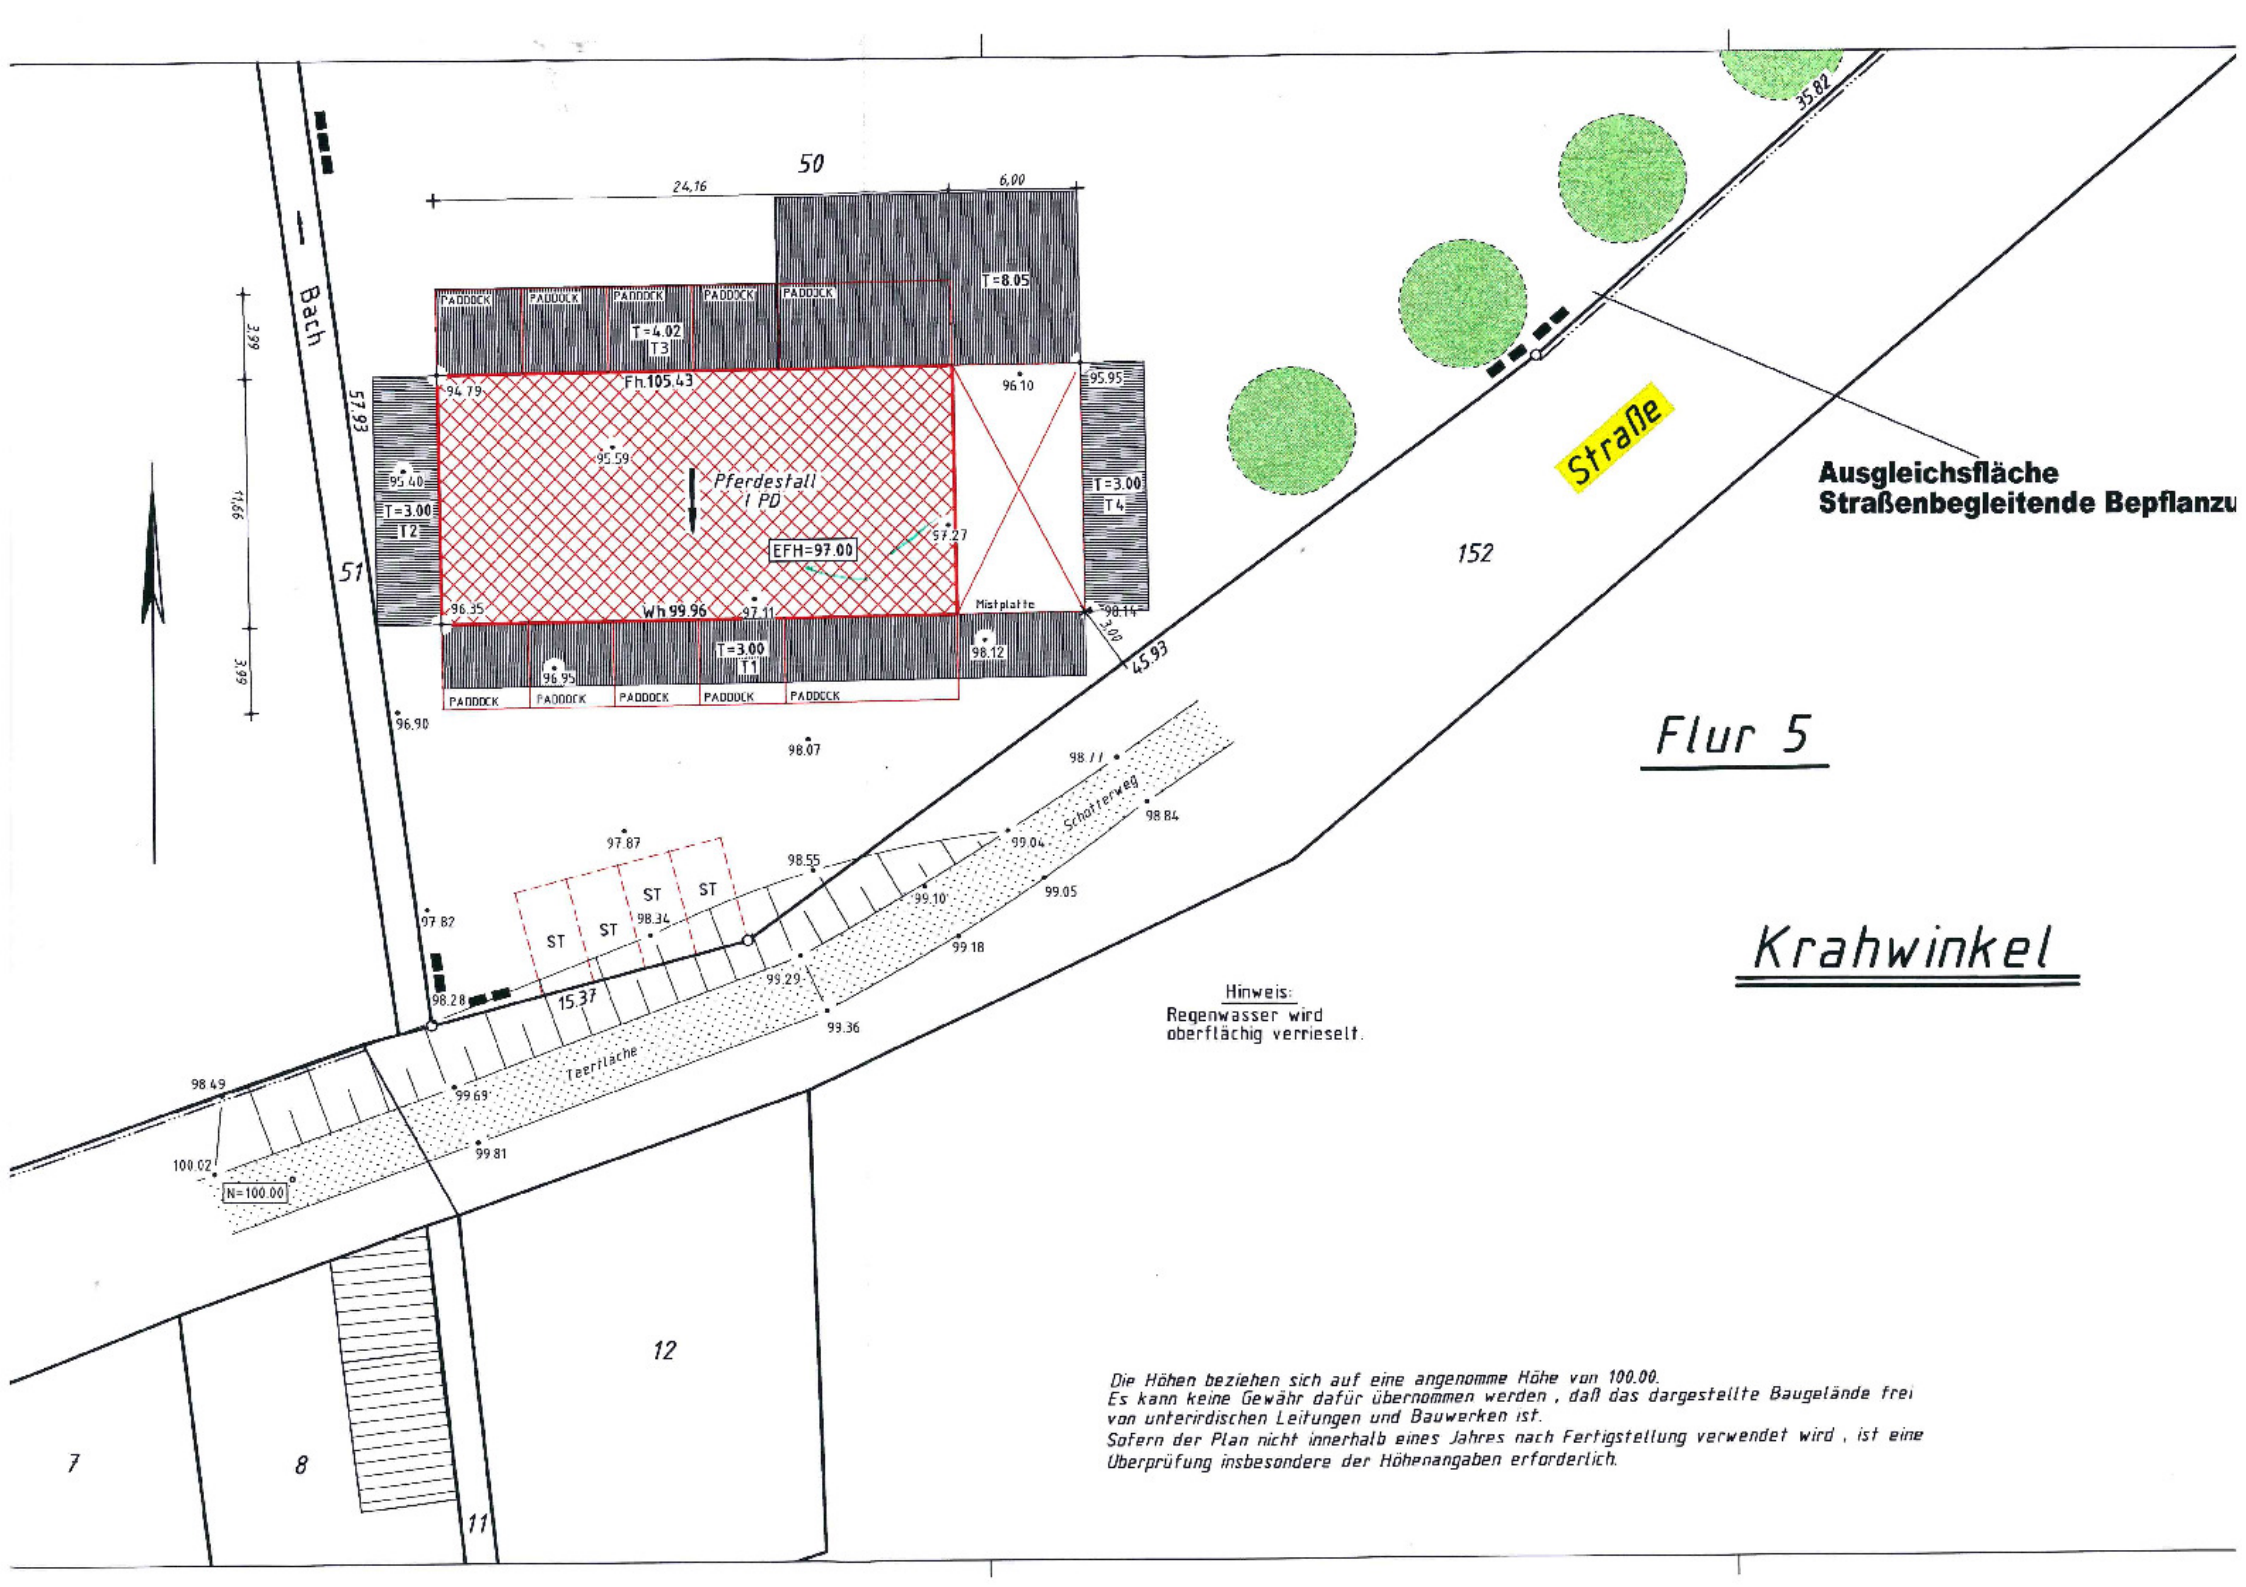 35.82
50
24,16
6,00
Bach
T=8.05
PADDOCK
PADDOCK
PADDOCK
PADDOCK
PADDOCK
T=4.02
T3
3,99
Fh.105.43
94.79
96.10
95.95
57.93
Straße
95.59
95.40
Pferdestall
I PD
T=3.00
T4
Ausgleichsfläche
Straßenbegleitende Bepflanzu
T=3.00
T2
11,66
97.27
EFH=97.00
152
51
96.35
Wh 99.96
97.11
Mistplatte
98.14
3,00
T=3.00
T1
98.12
45.93
3,99
96.95
PADDOCK
PADDOCK
PADDOCK
PADDOCK
PADDOCK
96.90
98.07
Flur 5
98.77
Schotterweg
98.84
97.87
99.04
98.55
ST
ST
99.05
99.10
97.82
98.34
ST
ST
99.18
Krahwinkel
99.29
98.28
15.37
Hinweis:
Regenwasser wird
oberflächig verrieselt.
99.36
Teerfläche
98.49
99.69
99.81
100.02
N=100.00
12
Die Höhen beziehen sich auf eine angenomme Höhe von 100.00.
Es kann keine Gewähr dafür übernommen werden , daß das dargestellte Baugelände frei
von unterirdischen Leitungen und Bauwerken ist.
Sofern der Plan nicht innerhalb eines Jahres nach Fertigstellung verwendet wird , ist eine
Überprüfung insbesondere der Höhenangaben erforderlich.
7
8
11